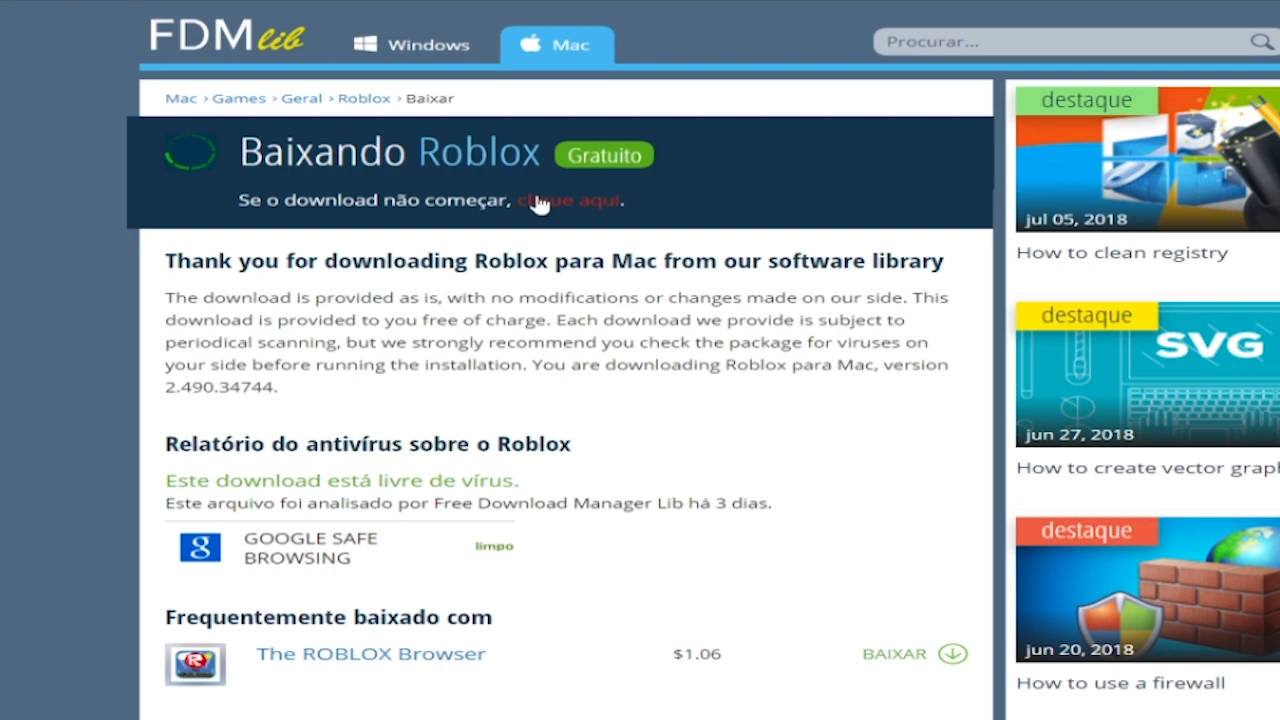 FDM lib
Windows
Mac
Procurar...
Mac > Games > Geral > Roblox > Baixar
Baixando Roblox Gratuito
Se o download não começar, clique aqui.
Thank you for downloading Roblox para Mac from our software library
The download is provided as is, with no modifications or changes made on our side. This
download is provided to you free of charge. Each download we provide is subject to
periodical scanning, but we strongly recommend you check the package for viruses on
your side before running the installation. You are downloading Roblox para Mac, version
2.490.34744.
Relatório do antivírus sobre o Roblox
Este download está livre de vírus.
Este arquivo foi analisado por Free Download Manager Lib há 3 dias.
g
GOOGLE SAFE
BROWSING
limpo
Frequentemente baixado com
R
The ROBLOX Browser
$1.06
BAIXAR
destaque
jul 05, 2018
How to clean registry
destaque
SVG
jun 27, 2018
How to create vector grap
destaque
jun 20, 2018
How to use a firewall